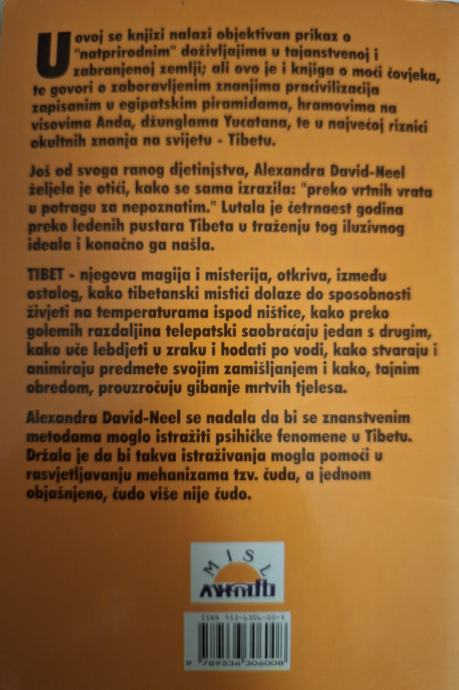 U ovoj se knjizi nalazi objektivan prikaz o
"natprirodnim" doživljajima u tajanstvenoj i
zabranjenoj zemlji; ali ovo je i knjiga o moći čovjeka,
te govori o zaboravljenim znanjima pracivilizacija
zapisanim u egipatskim piramidama, hramovima na
visovima Anda, džunglama Yucatana, te u najvećoj riznici
okultnih znanja na svijetu - Tibetu.
Još od svoga ranog djetinjstva, Alexandra David-Neel
željela je otići, kako se sama izrazila: "preko vrtnih vrata
u potragu za nepoznatim." Lutala je četrnaest godina
preko ledenih pustara Tibeta u traženju tog iluzivnog
ideala i konačno ga našla.
TIBET - njegova magija i misterija, otkriva, između
ostalog, kako tibetanski mistici dolaze do sposobnosti
živjeti na temperaturama ispod ništice, kako preko
golemih razdaljina telepatski saobraćaju jedan s drugim,
kako uče lebdjeti u zraku i hodati po vodi, kako stvaraju i
animiraju predmete svojim zamišljanjem i kako, tajnim
obredom, prouzročuju gibanje mrtvih tjelesa.
Alexandra David-Neel se nadala da bi se znanstvenim
metodama moglo istražiti psihičke fenomene u Tibetu.
Držala je da bi takva istraživanja mogla pomoći u
rasvjetljavanju mehanizama tzv. čuda, a jednom
objašnjeno, čudo više nije čudo.
MISL
ISBN 953-6306-00-X
9 789536 306008